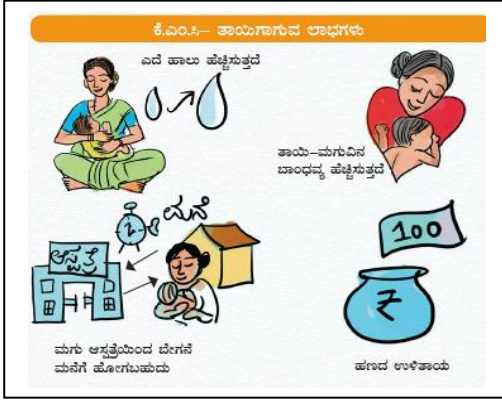 ಕೆ.ಎಂ.ಸಿ– ತಾಯಿಗಾಗುವ ಲಾಭಗಳು
ಎದೆ ಹಾಲು ಹೆಚ್ಚಿಸುತ್ತದೆ
ತಾಯಿ–ಮಗುವಿನ
ಬಾಂಧವ್ಯ ಹೆಚ್ಚಿಸುತ್ತದೆ
ಮನೆ
ಆಸ್ಪತ್ರೆ
ಮಗು ಆಸ್ಪತ್ರೆಯಿಂದ ಬೇಗನೆ
ಮನೆಗೆ ಹೋಗಬಹುದು
100
₹
ಹಣದ ಉಳಿತಾಯ